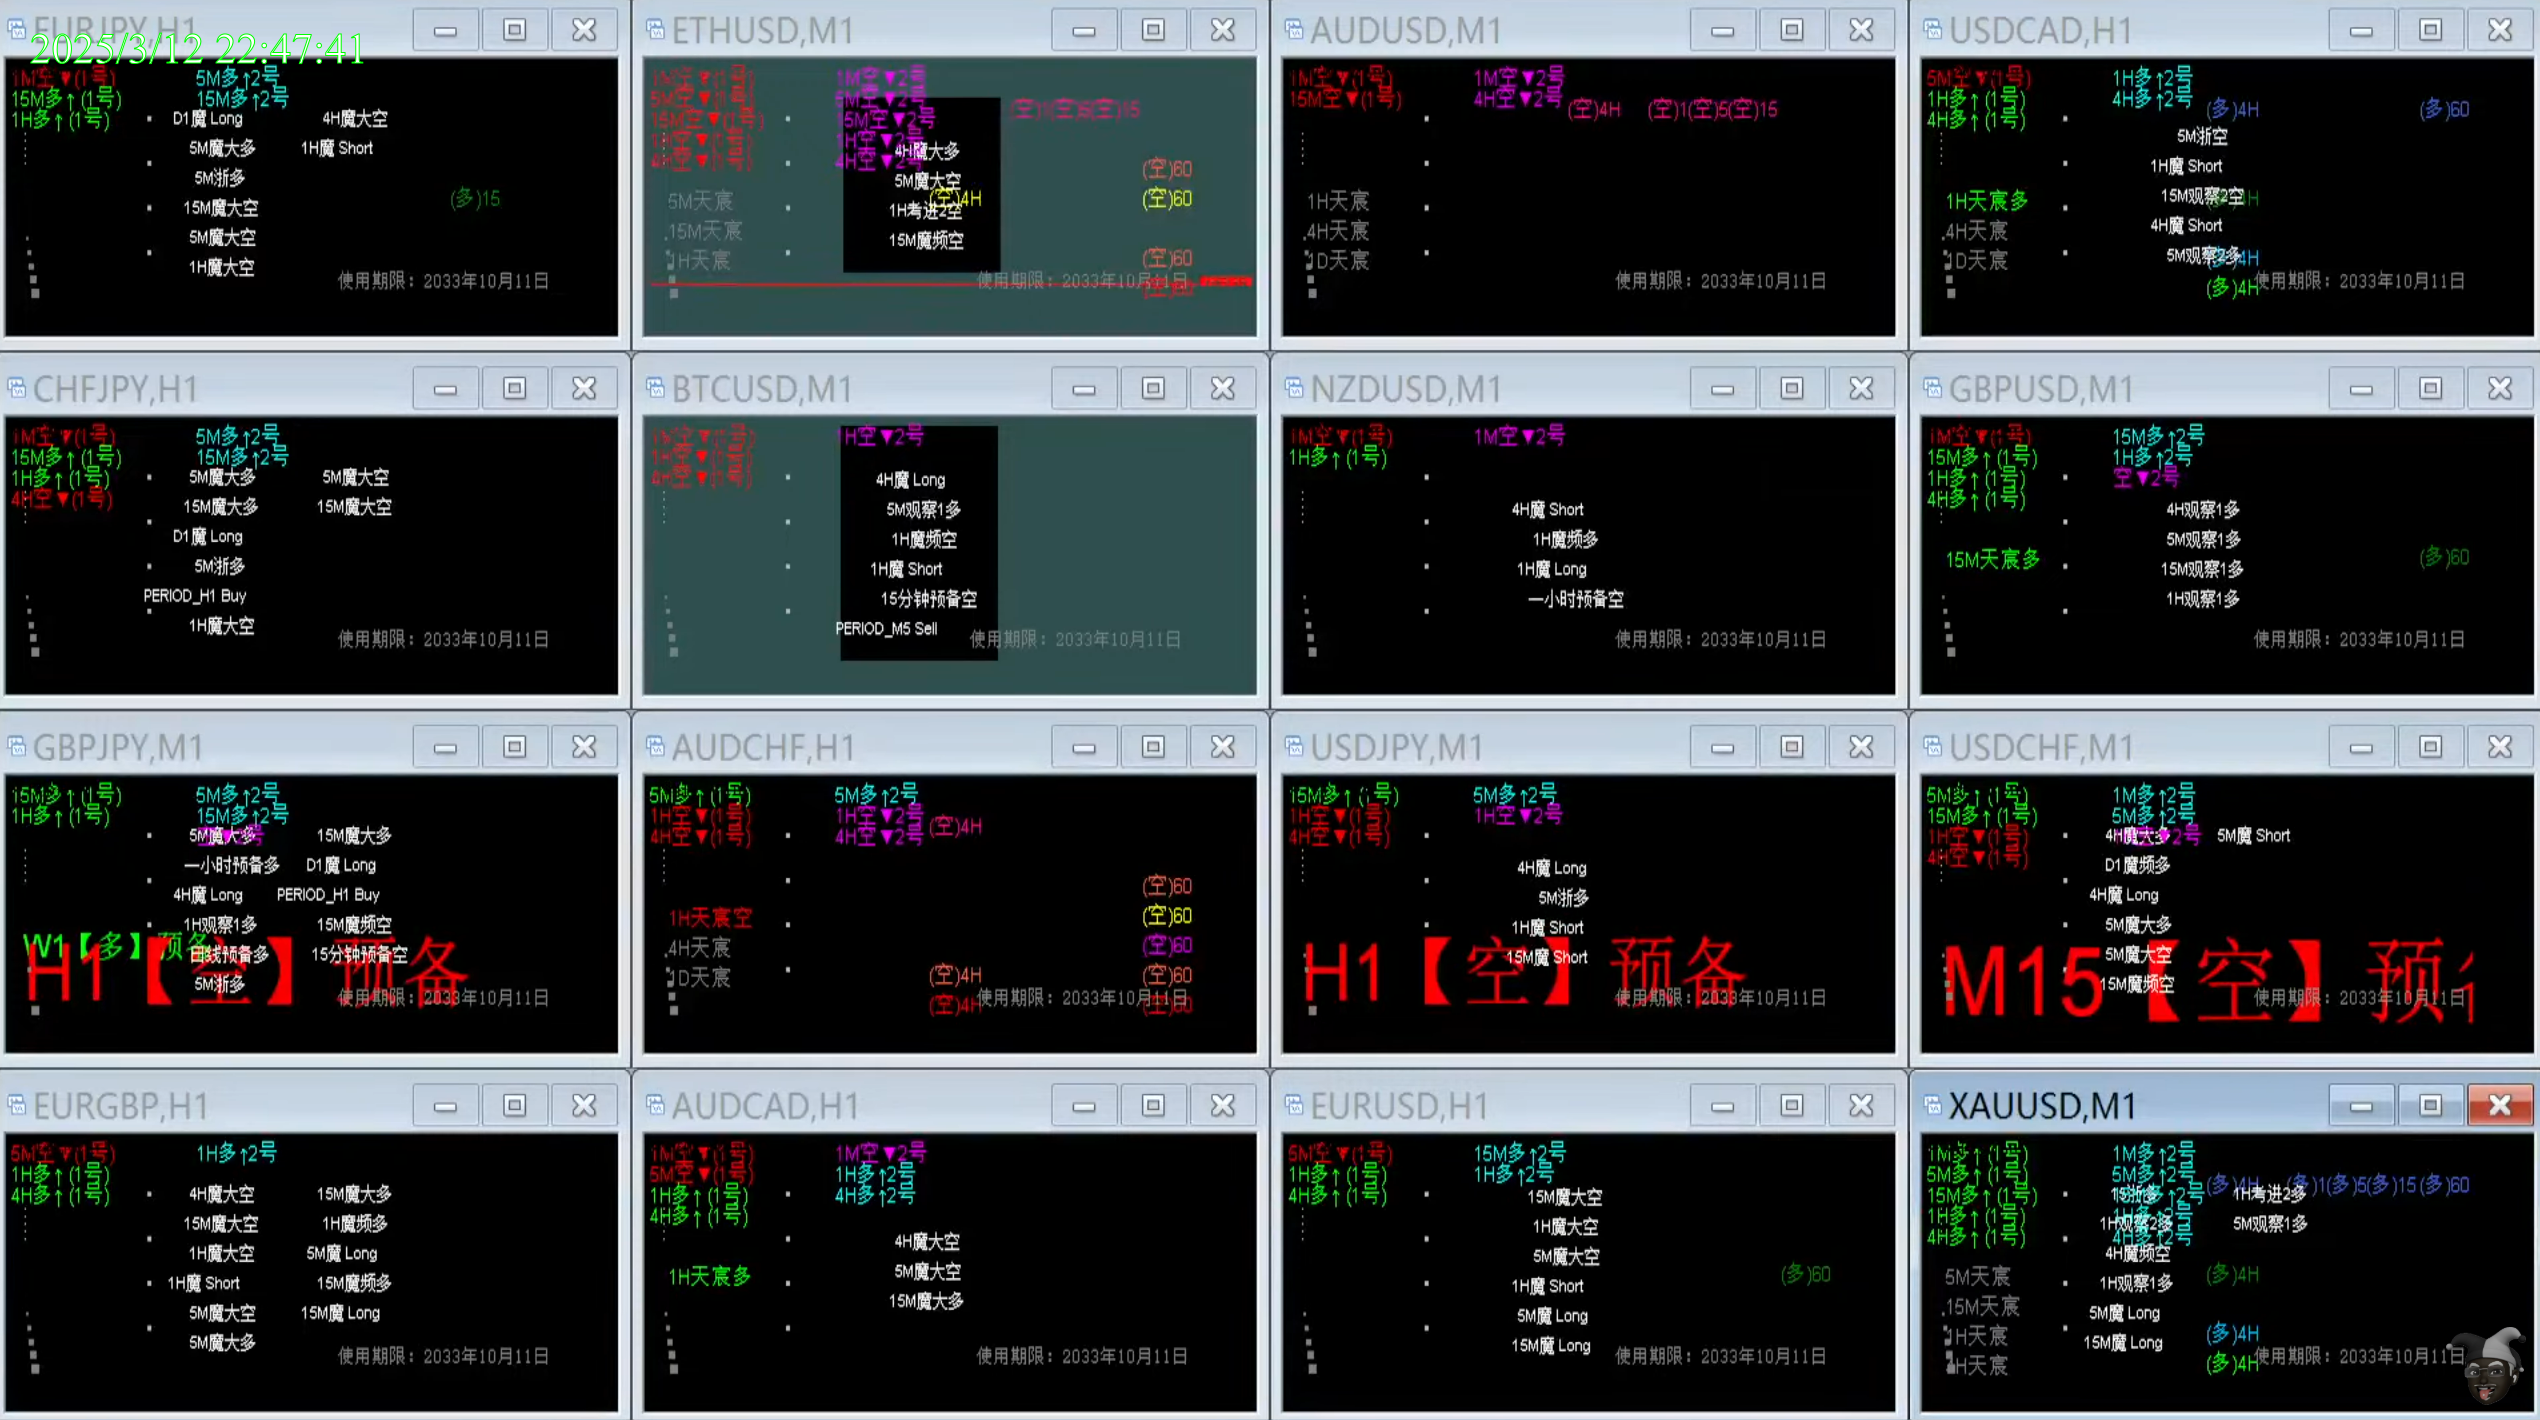 EURJPY,H1
2025/3/12 22:47:41
1M空▼(1号) 5M多↑2号
15M多↑(1号) 15M多↑2号
1H多↑(1号)
D1魔 Long 4H魔大空
5M魔大多 1H魔 Short
5M浙多
15M魔大空 (多)15
5M魔大空
1H魔大空
使用期限：2033年10月11日
ETHUSD,M1
1M空▼(1号) 1M空▼2号
5M空▼(1号) 5M空▼2号
15M空▼(1号) 15M空▼2号
1H空▼(1号) 1H空▼2号
4H空▼(1号) 4H空▼2号
(空)1(空)5(空)15
4H魔大多
(空)60
5M魔大空
5M天宸 (空)4H (空)60
1H考进2空
15M天宸 15M魔频空
1H天宸 (空)60
使用期限：2033年10月11日
AUDUSD,M1
1M空▼(1号) 1M空▼2号
15M空▼(1号) 4H空▼2号
(空)4H (空)1(空)5(空)15
1H天宸
4H天宸
1D天宸
使用期限：2033年10月11日
USDCAD,H1
5M空▼(1号) 1H多↑2号
1H多↑(1号) 4H多↑2号
4H多↑(1号) (多)4H (多)60
5M浙空
1H魔 Short
1H天宸多 15M观察2空
4H天宸 4H魔 Short
1D天宸 5M观察2多 (多)4H
(多)4H
使用期限：2033年10月11日
CHFJPY,H1
1M空▼(1号) 5M多↑2号
15M多↑(1号) 15M多↑2号
1H多↑(1号)
4H空▼(1号)
5M魔大多 5M魔大空
15M魔大多 15M魔大空
D1魔 Long
5M浙多
PERIOD_H1 Buy
1H魔大空
使用期限：2033年10月11日
BTCUSD,M1
1M空▼(1号) 1H空▼2号
1H空▼(1号)
4H空▼(1号)
4H魔 Long
5M观察1多
1H魔频空
1H魔 Short
15分钟预备空
PERIOD_M5 Sell
使用期限：2033年10月11日
NZDUSD,M1
1M空▼(1号) 1M空▼2号
1H多↑(1号)
4H魔 Short
1H魔频多
1H魔 Long
一小时预备空
使用期限：2033年10月11日
GBPUSD,M1
1M空▼(1号) 15M多↑2号
15M多↑(1号) 1H多↑2号
1H多↑(1号) 空▼2号
4H多↑(1号)
4H观察1多
5M观察1多
15M天宸多 (多)60
15M观察1多
1H观察1多
使用期限：2033年10月11日
GBPJPY,M1
15M多↑(1号) 5M多↑2号
1H多↑(1号) 15M多↑2号
5M魔大多 15M魔大多
一小时预备多 D1魔 Long
4H魔 Long PERIOD_H1 Buy
1H观察1多 15M魔频空
W1【多】预备
日线预备多 15分钟预备空
H1【空】预备
5M浙多
使用期限：2033年10月11日
AUDCHF,H1
5M多↑(1号) 5M多↑2号
1H空▼(1号) 1H空▼2号
4H空▼(1号) 4H空▼2号
(空)4H
(空)60
1H天宸空 (空)60
4H天宸 (空)60
1D天宸 (空)4H (空)60
(空)4H (空)60
使用期限：2033年10月11日
USDJPY,M1
15M多↑(1号) 5M多↑2号
1H空▼(1号) 1H空▼2号
4H空▼(1号)
4H魔 Long
5M浙多
1H魔 Short
15M魔 Short
H1【空】预备
使用期限：2033年10月11日
USDCHF,M1
5M多↑(1号) 1M多↑2号
15M多↑(1号) 5M多↑2号
1H空▼(1号)
4H空▼(1号)
4H魔大多 5M魔 Short
D1魔频多
4H魔 Long
5M魔大多
5M魔大空
M15【空】预
15M魔频空
使用期限：2033年10月11日
EURGBP,H1
5M空▼(1号) 1H多↑2号
1H多↑(1号)
4H多↑(1号)
4H魔大空 15M魔大多
15M魔大空 1H魔频多
1H魔大空 5M魔 Long
1H魔 Short 15M魔频多
5M魔大空 15M魔 Long
5M魔大多
使用期限：2033年10月11日
AUDCAD,H1
1M空▼(1号) 1M空▼2号
5M空▼(1号) 1H多↑2号
1H多↑(1号) 4H多↑2号
4H多↑(1号)
4H魔大空
1H天宸多 5M魔大空
15M魔大多
使用期限：2033年10月11日
EURUSD,H1
5M空▼(1号) 15M多↑2号
1H多↑(1号) 1H多↑2号
4H多↑(1号)
15M魔大空
1H魔大空
5M魔大空
(多)60
1H魔 Short
5M魔 Long
15M魔 Long
使用期限：2033年10月11日
XAUUSD,M1
1M多↑(1号) 1M多↑2号
5M多↑(1号) 5M多↑2号
15M多↑(1号)
1H多↑(1号)
4H多↑(1号) 4H多↑2号
(多)4H (多)1(多)5(多)15(多)60
1H考进2多
1H观察2多 5M观察1多
4H魔频空
5M天宸 1H观察1多 (多)4H
15M天宸 5M魔 Long
1H天宸 15M魔 Long (多)4H
4H天宸 (多)4H
使用期限：2033年10月11日